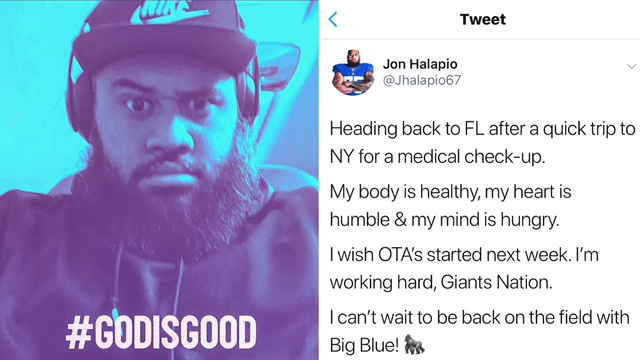 NIKE
#GODISGOOD
Tweet
Jon Halapio
@Jhalapio67
Heading back to FL after a quick trip to
NY for a medical check-up.
My body is healthy, my heart is
humble & my mind is hungry.
I wish OTA's started next week. I'm
working hard, Giants Nation.
I can't wait to be back on the field with
Big Blue! 🦍